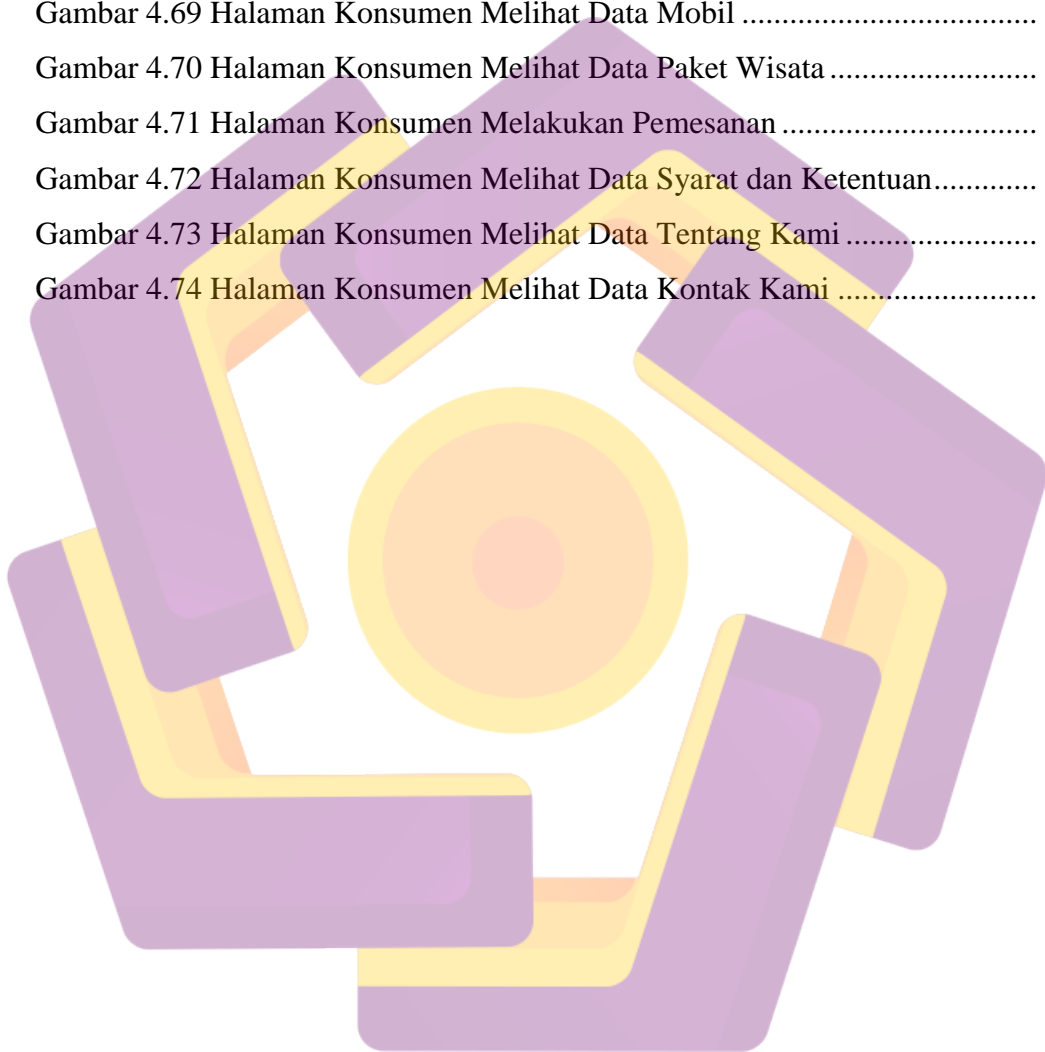 Gambar 4.69 Halaman Konsumen Melihat Data Mobil ....................................
Gambar 4.70 Halaman Konsumen Melihat Data Paket Wisata .........................
Gambar 4.71 Halaman Konsumen Melakukan Pemesanan ...............................
Gambar 4.72 Halaman Konsumen Melihat Data Syarat dan Ketentuan.............
Gambar 4.73 Halaman Konsumen Melihat Data Tentang Kami .......................
Gambar 4.74 Halaman Konsumen Melihat Data Kontak Kami ........................